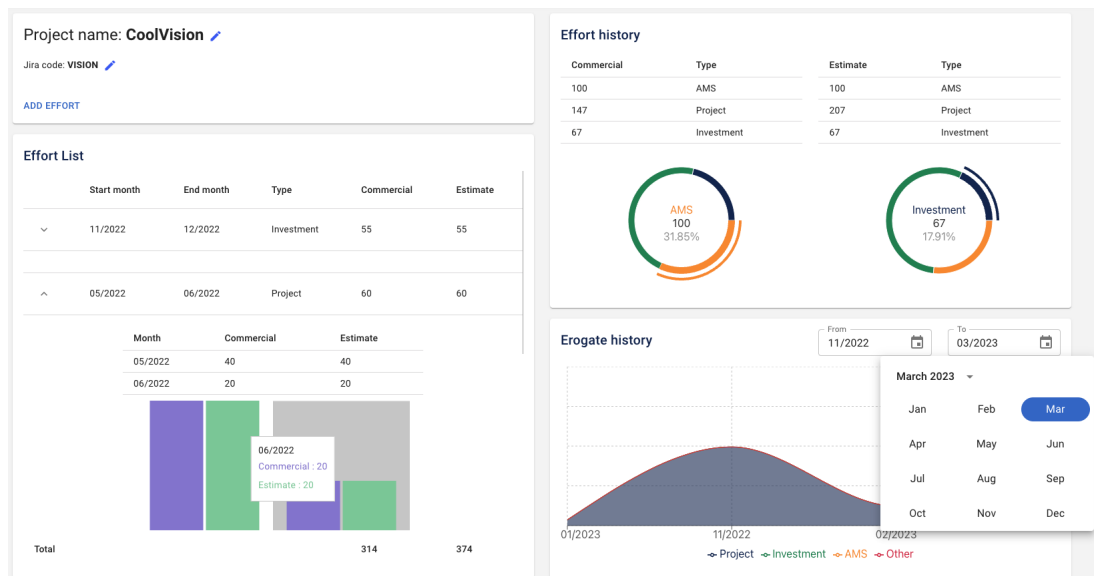 Project name: CoolVision
Jira code: VISION
ADD EFFORT
Effort List
Start month End month Type Commercial Estimate
11/2022 12/2022 Investment 55 55
05/2022 06/2022 Project 60 60
Month Commercial Estimate
05/2022 40 40
06/2022 20 20
06/2022
Commercial : 20
Estimate : 20
Total 314 374
Effort history
Commercial Type Estimate Type
100 AMS 100 AMS
147 Project 207 Project
67 Investment 67 Investment
AMS
100
31.85%
Investment
67
17.91%
Erogate history
From
11/2022
To
03/2023
March 2023
Jan Feb Mar
Apr May Jun
Jul Aug Sep
Oct Nov Dec
01/2023 11/2022 02/2023
Project Investment AMS Other